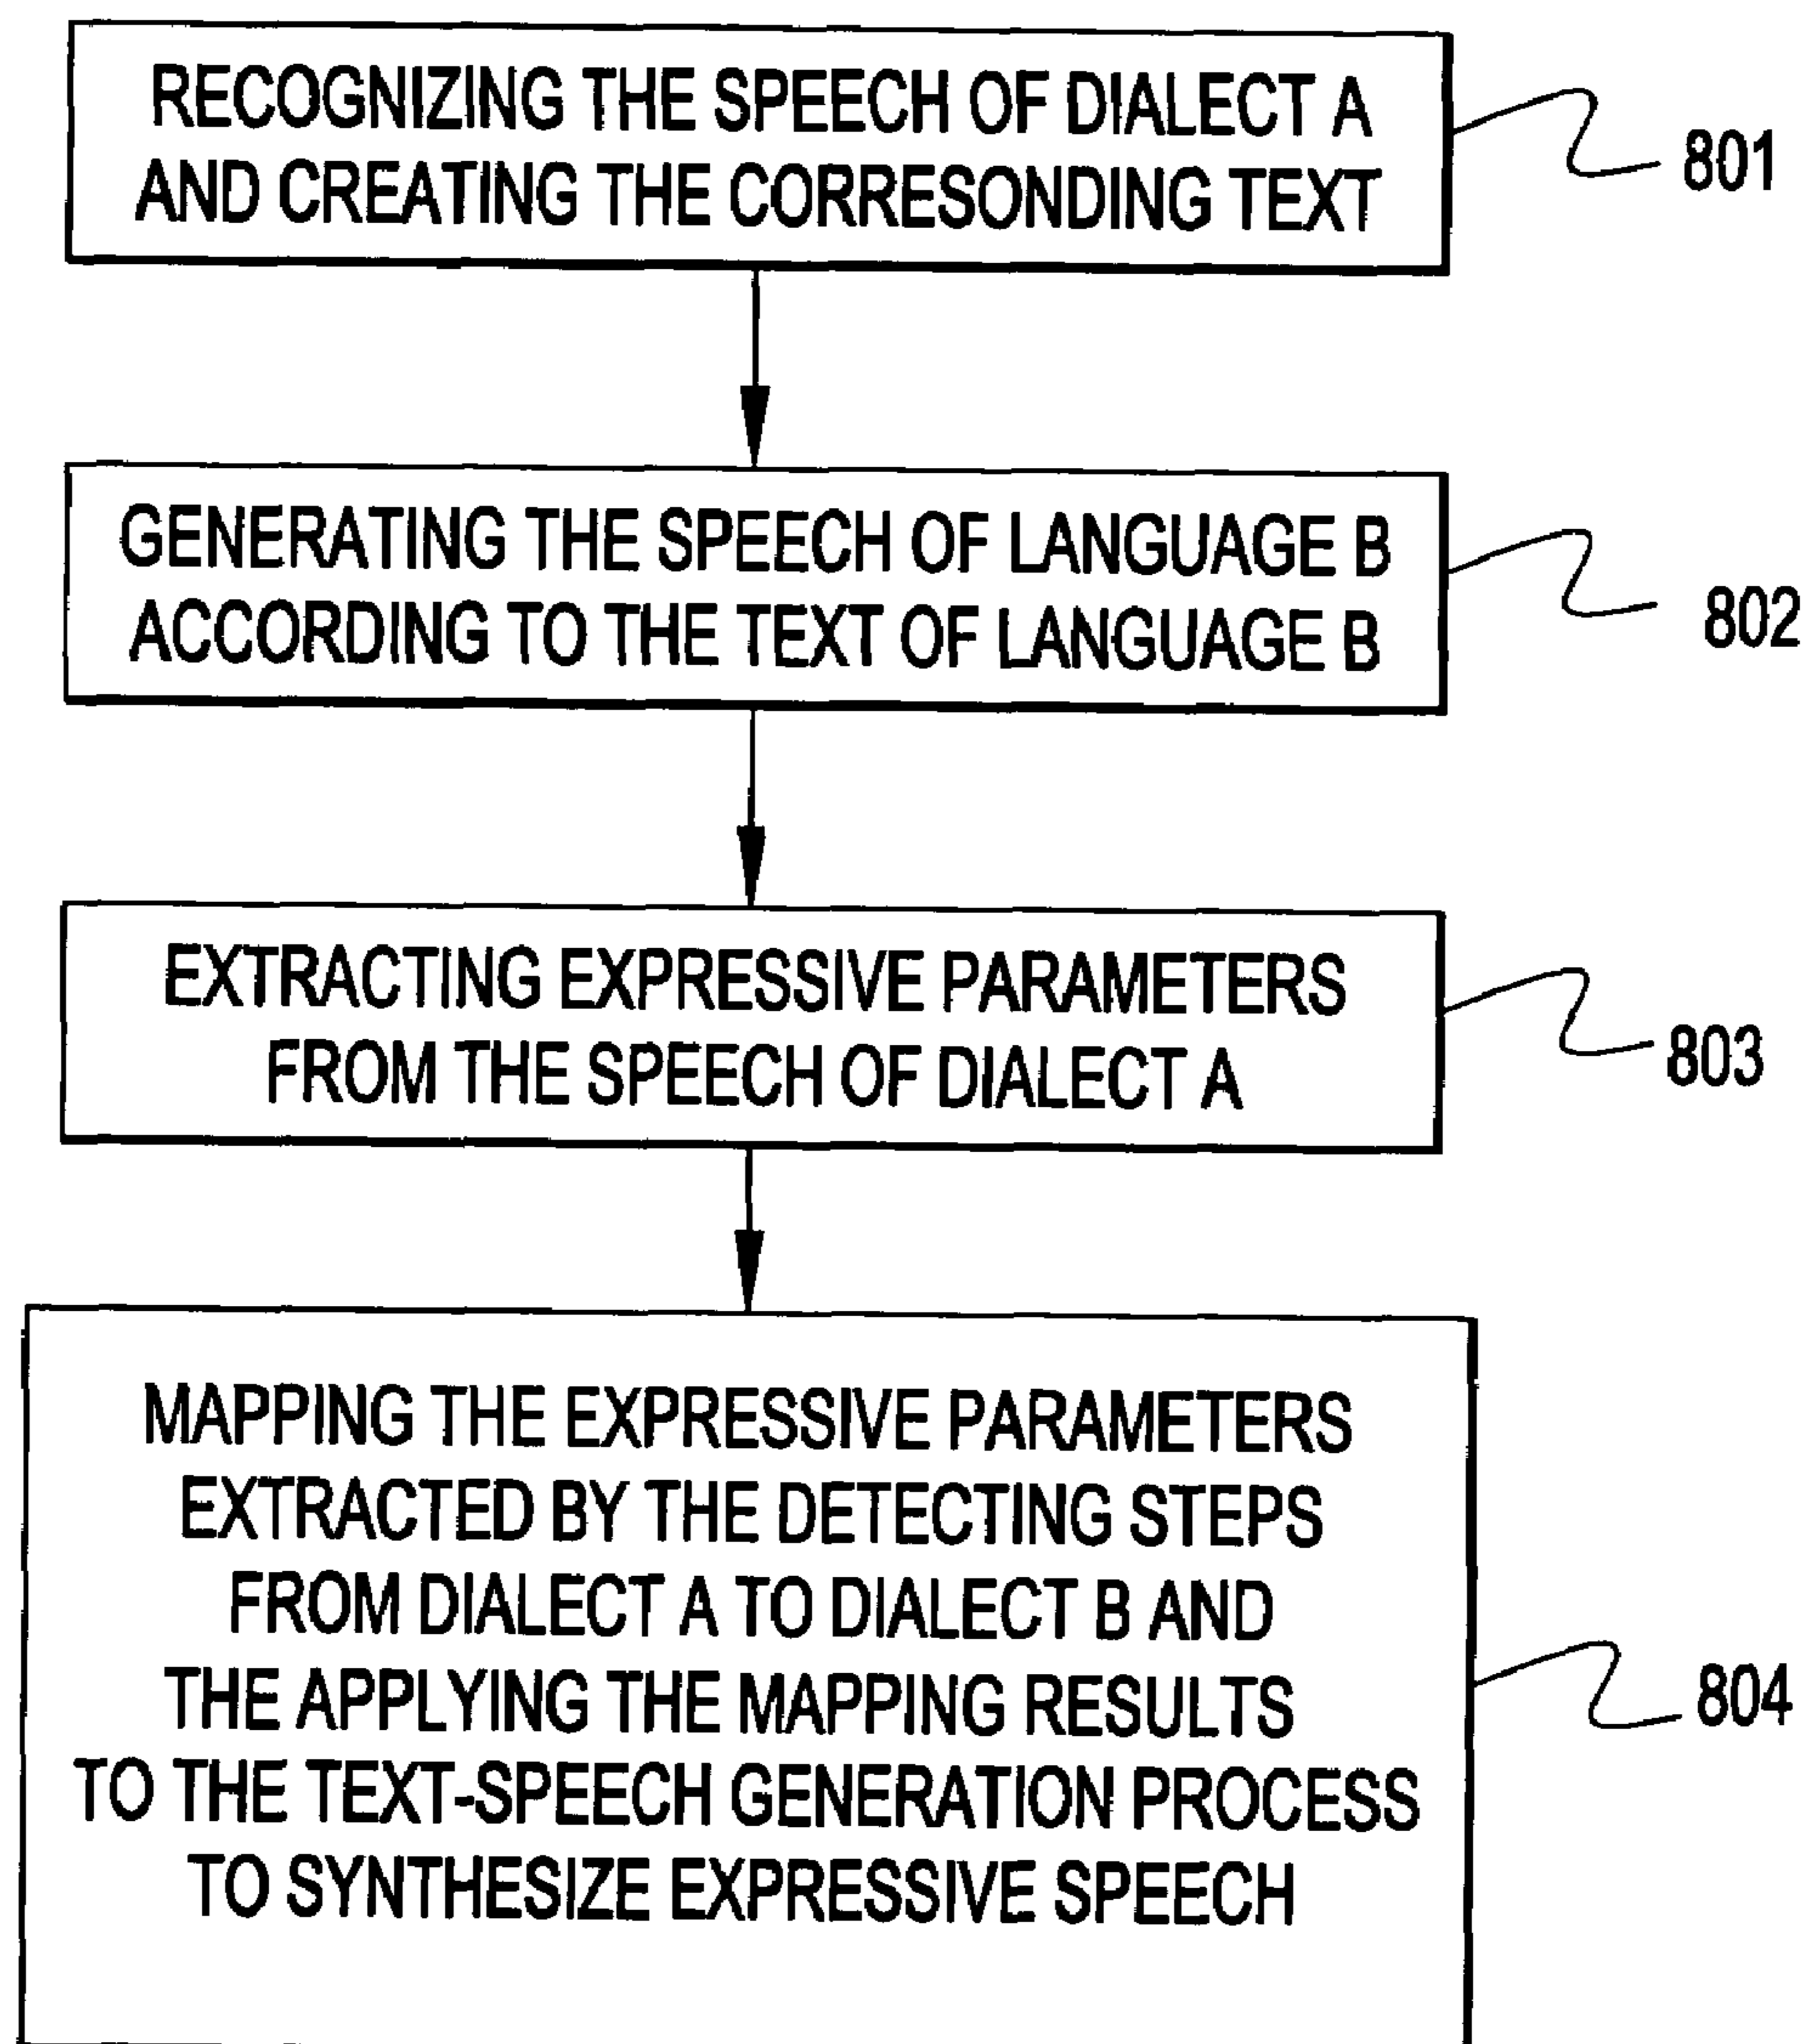 RECOGNIZING THE SPEECH OF DIALECT A
AND CREATING THE CORRESONDING TEXT
801
GENERATING THE SPEECH OF LANGUAGE B
ACCORDING TO THE TEXT OF LANGUAGE B
802
EXTRACTING EXPRESSIVE PARAMETERS
FROM THE SPEECH OF DIALECT A
803
MAPPING THE EXPRESSIVE PARAMETERS
EXTRACTED BY THE DETECTING STEPS
FROM DIALECT A TO DIALECT B AND
THE APPLYING THE MAPPING RESULTS
TO THE TEXT-SPEECH GENERATION PROCESS
TO SYNTHESIZE EXPRESSIVE SPEECH
804